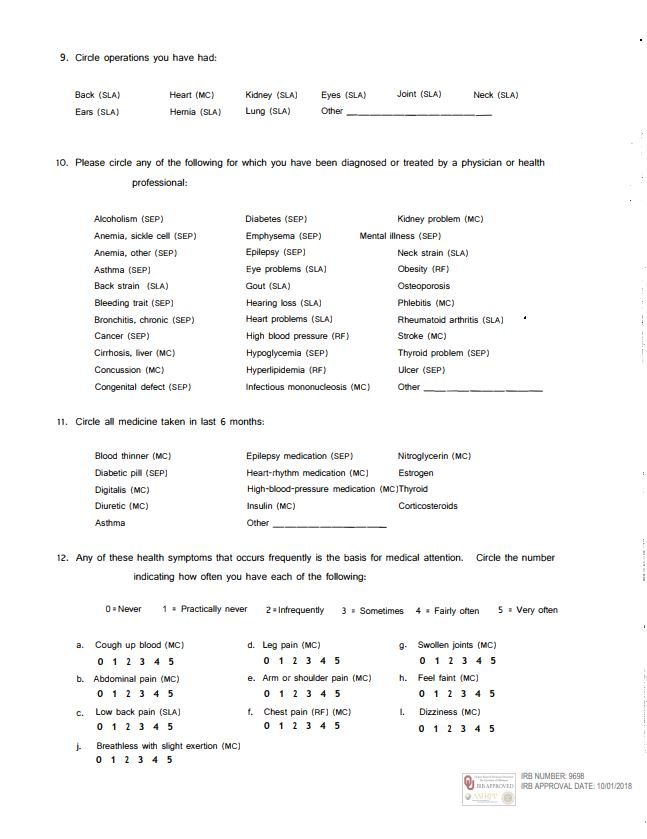 9. Circle operations you have had:
Back (SLA) Heart (MC) Kidney (SLA) Eyes (SLA) Joint (SLA) Neck (SLA)
Ears (SLA) Hernia (SLA) Lung (SLA) Other ____________________
10. Please circle any of the following for which you have been diagnosed or treated by a physician or health
professional:
Alcoholism (SEP) Diabetes (SEP) Kidney problem (MC)
Anemia, sickle cell (SEP) Emphysema (SEP) Mental illness (SEP)
Anemia, other (SEP) Epilepsy (SEP) Neck strain (SLA)
Asthma (SEP) Eye problems (SLA) Obesity (RF)
Back strain (SLA) Gout (SLA) Osteoporosis
Bleeding trait (SEP) Hearing loss (SLA) Phlebitis (MC)
Bronchitis, chronic (SEP) Heart problems (SLA) Rheumatoid arthritis (SLA)
Cancer (SEP) High blood pressure (RF) Stroke (MC)
Cirrhosis, liver (MC) Hypoglycemia (SEP) Thyroid problem (SEP)
Concussion (MC) Hyperlipidemia (RF) Ulcer (SEP)
Congenital defect (SEP) Infectious mononucleosis (MC) Other ____________________
11. Circle all medicine taken in last 6 months:
Blood thinner (MC) Epilepsy medication (SEP) Nitroglycerin (MC)
Diabetic pill (SEP) Heart-rhythm medication (MC) Estrogen
Digitalis (MC) High-blood-pressure medication (MC)Thyroid
Diuretic (MC) Insulin (MC) Corticosteroids
Asthma Other ____________________
12. Any of these health symptoms that occurs frequently is the basis for medical attention. Circle the number
indicating how often you have each of the following:
0 = Never 1 = Practically never 2 = Infrequently 3 = Sometimes 4 = Fairly often 5 = Very often
a. Cough up blood (MC) d. Leg pain (MC) g. Swollen joints (MC)
0 1 2 3 4 5 0 1 2 3 4 5 0 1 2 3 4 5
b. Abdominal pain (MC) e. Arm or shoulder pain (MC) h. Feel faint (MC)
0 1 2 3 4 5 0 1 2 3 4 5 0 1 2 3 4 5
c. Low back pain (SLA) f. Chest pain (RF) (MC) I. Dizziness (MC)
0 1 2 3 4 5 0 1 2 3 4 5 0 1 2 3 4 5
j. Breathless with slight exertion (MC)
0 1 2 3 4 5
IRB APPROVED
IRB NUMBER: 9698
IRB APPROVAL DATE: 10/01/2018